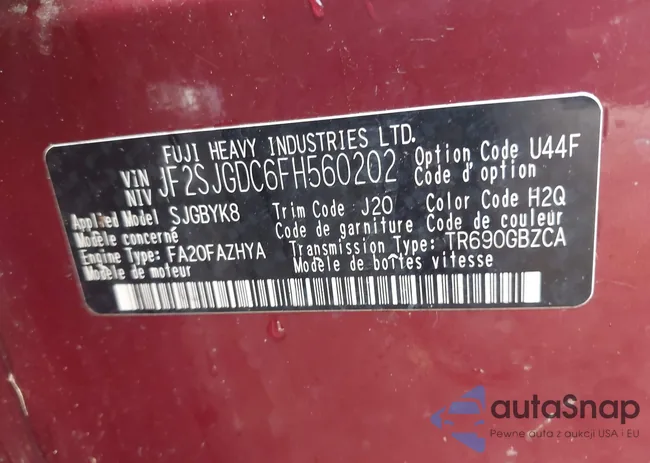 FUJI HEAVY INDUSTRIES LTD.
VIN NIV JF2SJGDC6FH560202 Option Code U44F
Code d'option
Applied Model SJGBYK8 Trim Code J20 Color Code H2Q
Modèle concerné Code de garniture Code de couleur
Engine Type: FA20FAZHYA Transmission Type: TR690GBZCA
Modèle de moteur Modèle de boîtes vitesse
autaSnap
Pewne auta z aukcji USA i EU